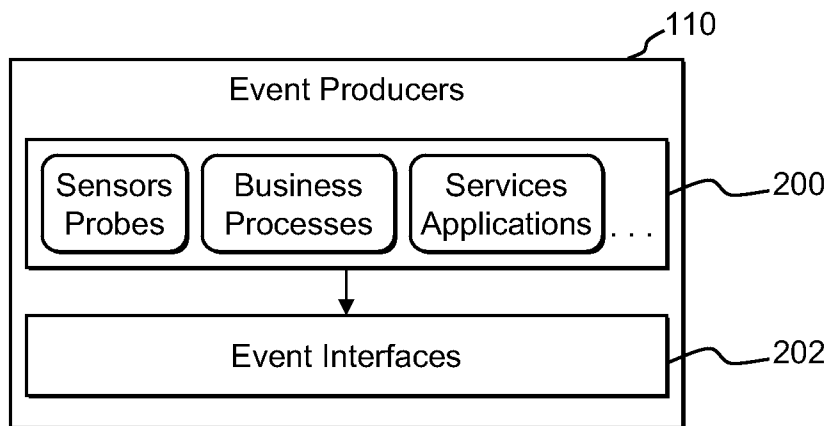 110
Event Producers
Sensors
Probes
Business
Processes
Services
Applications
. . .
200
Event Interfaces
202